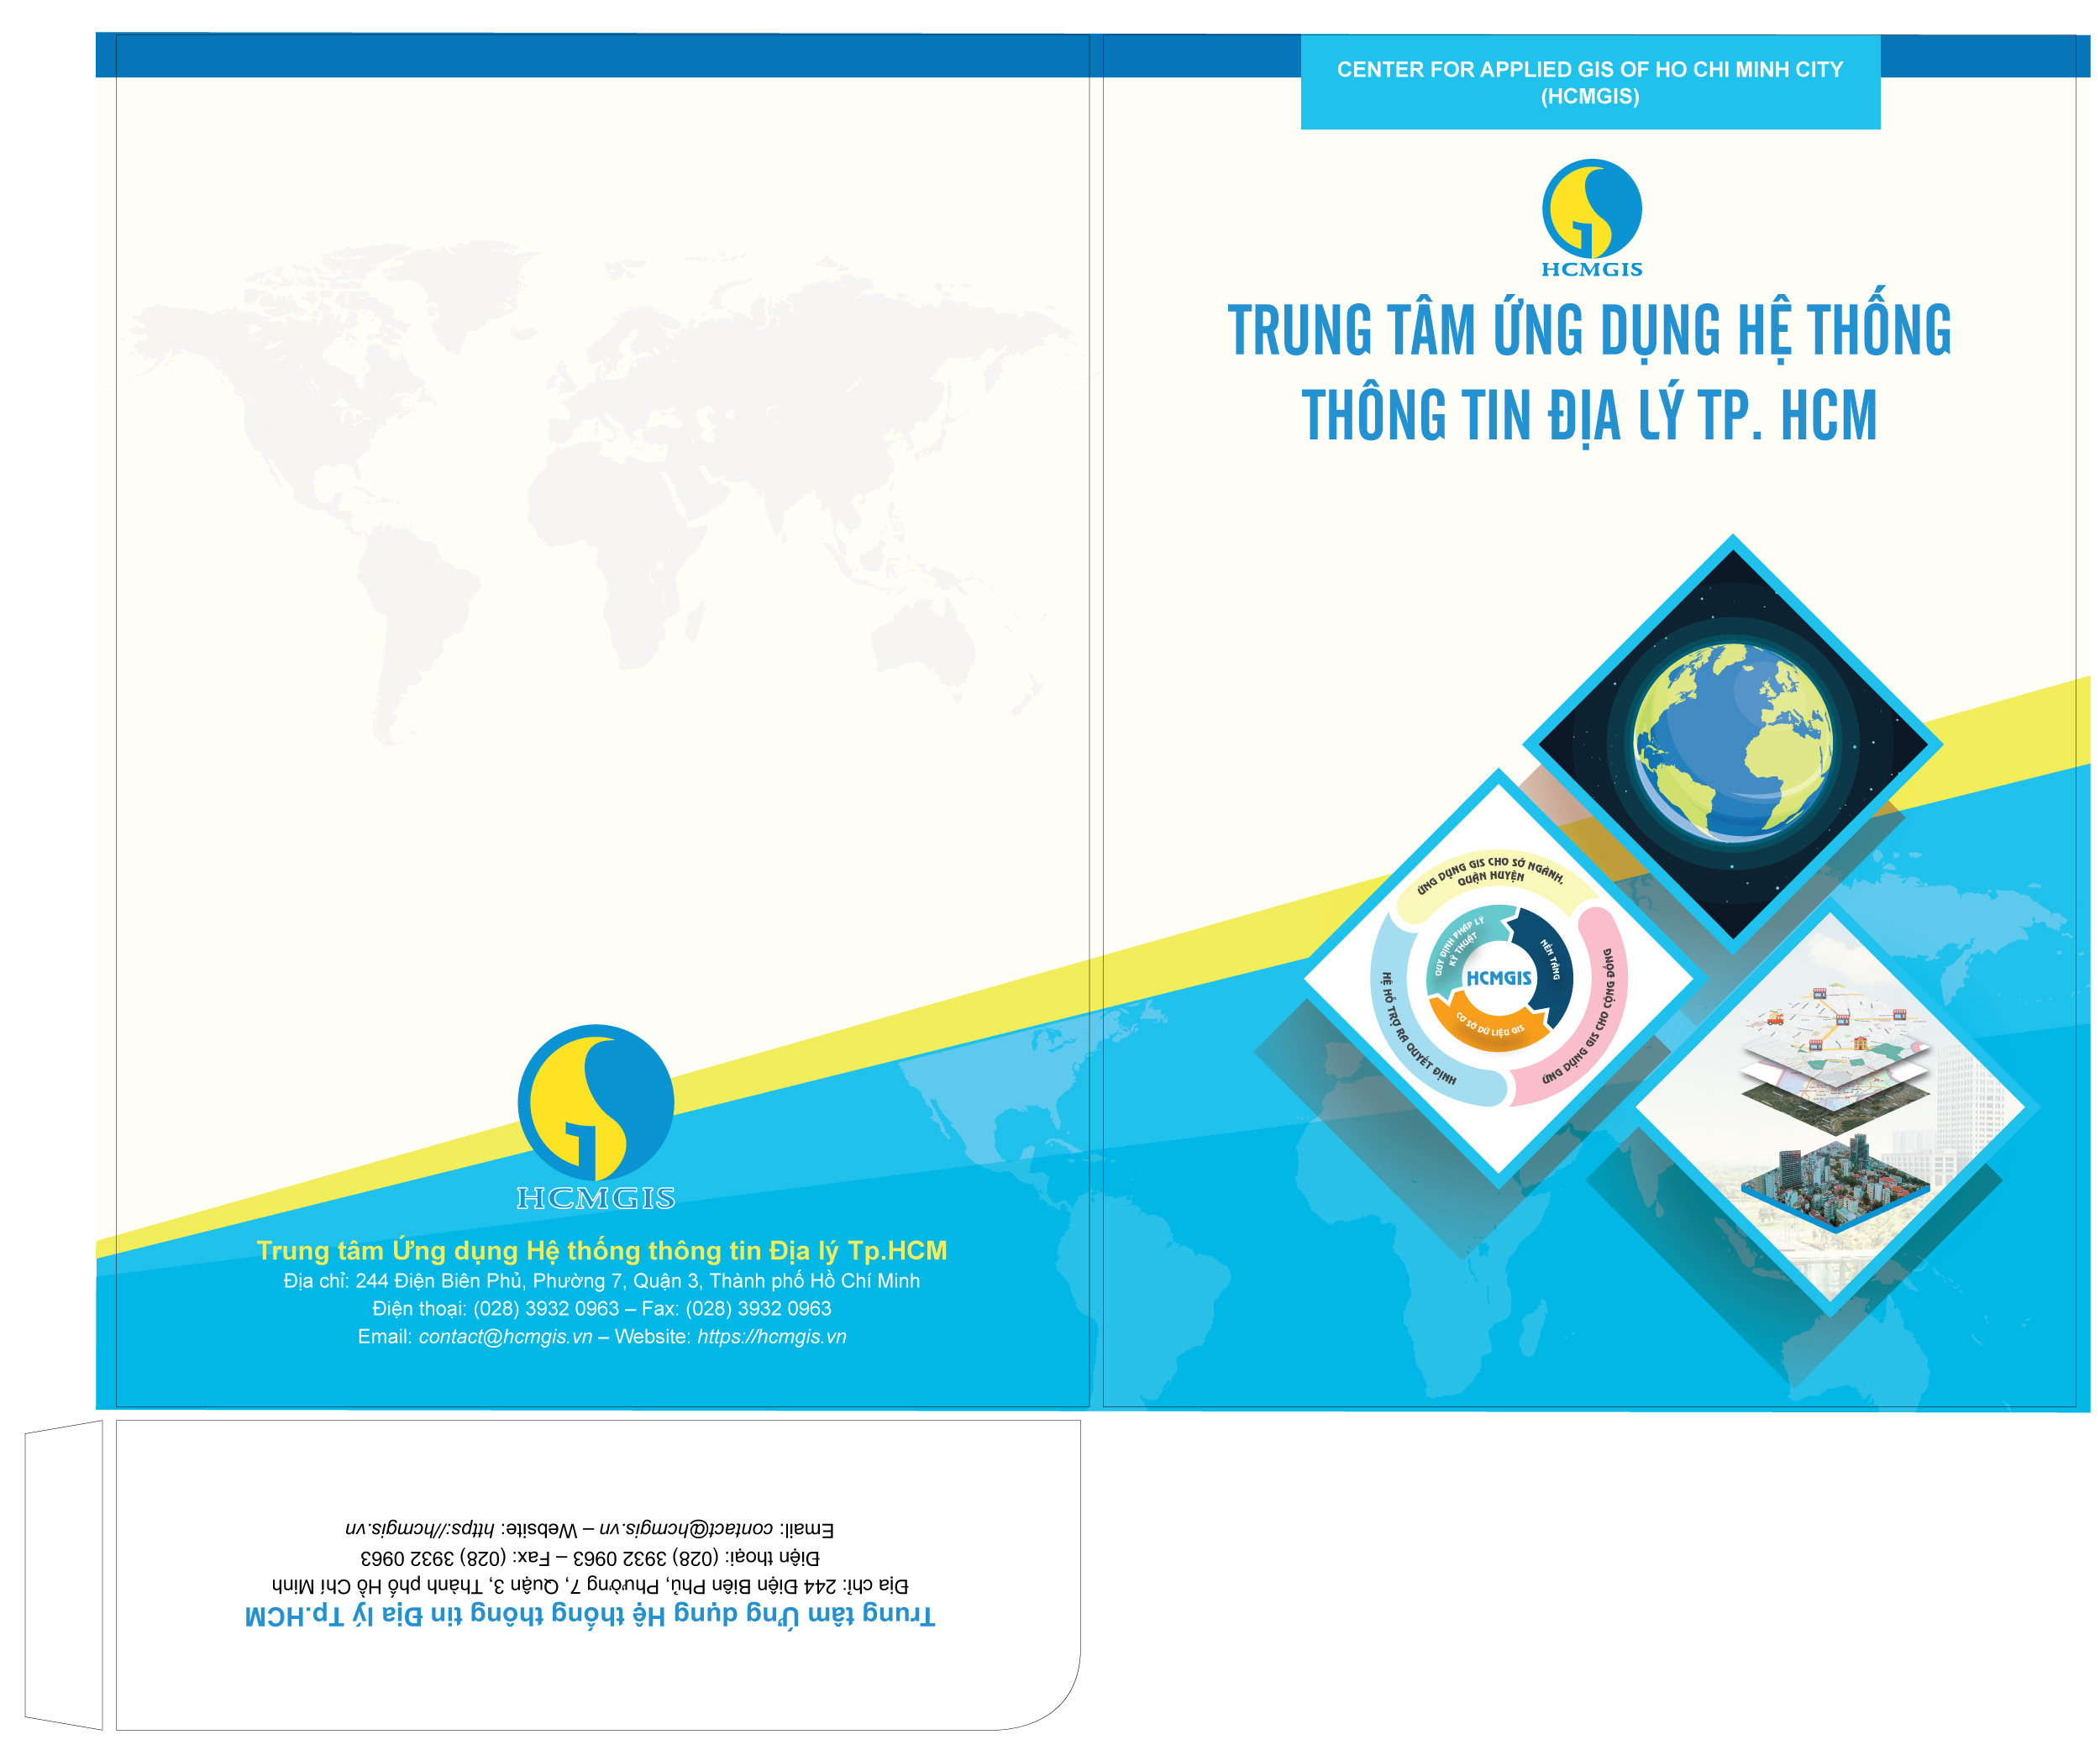 CENTER FOR APPLIED GIS OF HO CHI MINH CITY
(HCMGIS)
HCMGIS
TRUNG TÂM ỨNG DỤNG HỆ THỐNG
THÔNG TIN ĐỊA LÝ TP. HCM
ỨNG DỤNG GIS CHO SỞ NGÀNH,
QUẬN HUYỆN
QUY ĐỊNH PHÁP LÝ
KỸ THUẬT
NỀN TẢNG
HCMGIS
CƠ SỞ DỮ LIỆU GIS
HỆ HỖ TRỢ RA QUYẾT ĐỊNH
ỨNG DỤNG GIS CHO CỘNG ĐỒNG
HCMGIS
Trung tâm Ứng dụng Hệ thống thông tin Địa lý Tp.HCM
Địa chỉ: 244 Điện Biên Phủ, Phường 7, Quận 3, Thành phố Hồ Chí Minh
Điện thoại: (028) 3932 0963 – Fax: (028) 3932 0963
Email: contact@hcmgis.vn – Website: https://hcmgis.vn
Trung tâm Ứng dụng Hệ thống thông tin Địa lý Tp.HCM
Địa chỉ: 244 Điện Biên Phủ, Phường 7, Quận 3, Thành phố Hồ Chí Minh
Điện thoại: (028) 3932 0963 – Fax: (028) 3932 0963
Email: contact@hcmgis.vn – Website: https://hcmgis.vn